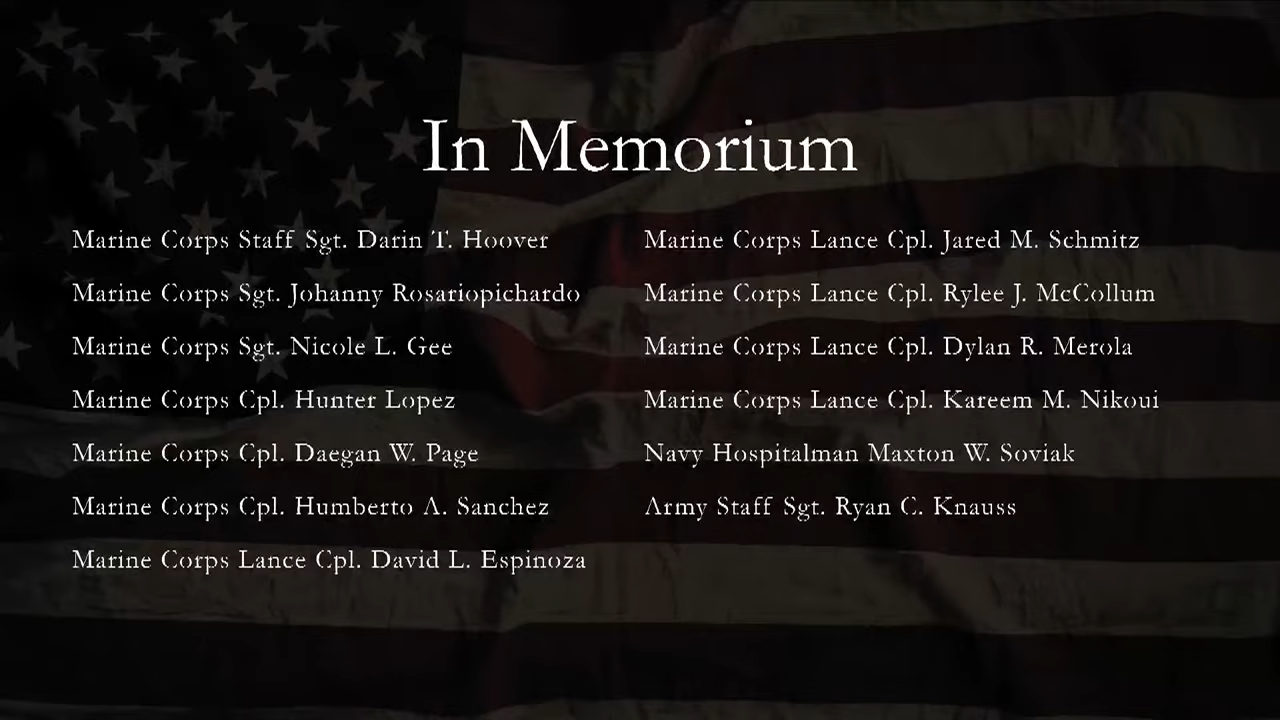 In Memorium
Marine Corps Staff Sgt. Darin T. Hoover
Marine Corps Sgt. Johanny Rosariopichardo
Marine Corps Sgt. Nicole L. Gee
Marine Corps Cpl. Hunter Lopez
Marine Corps Cpl. Daegan W. Page
Marine Corps Cpl. Humberto A. Sanchez
Marine Corps Lance Cpl. David L. Espinoza
Marine Corps Lance Cpl. Jared M. Schmitz
Marine Corps Lance Cpl. Rylee J. McCollum
Marine Corps Lance Cpl. Dylan R. Merola
Marine Corps Lance Cpl. Kareem M. Nikoui
Navy Hospitalman Maxton W. Soviak
Army Staff Sgt. Ryan C. Knauss